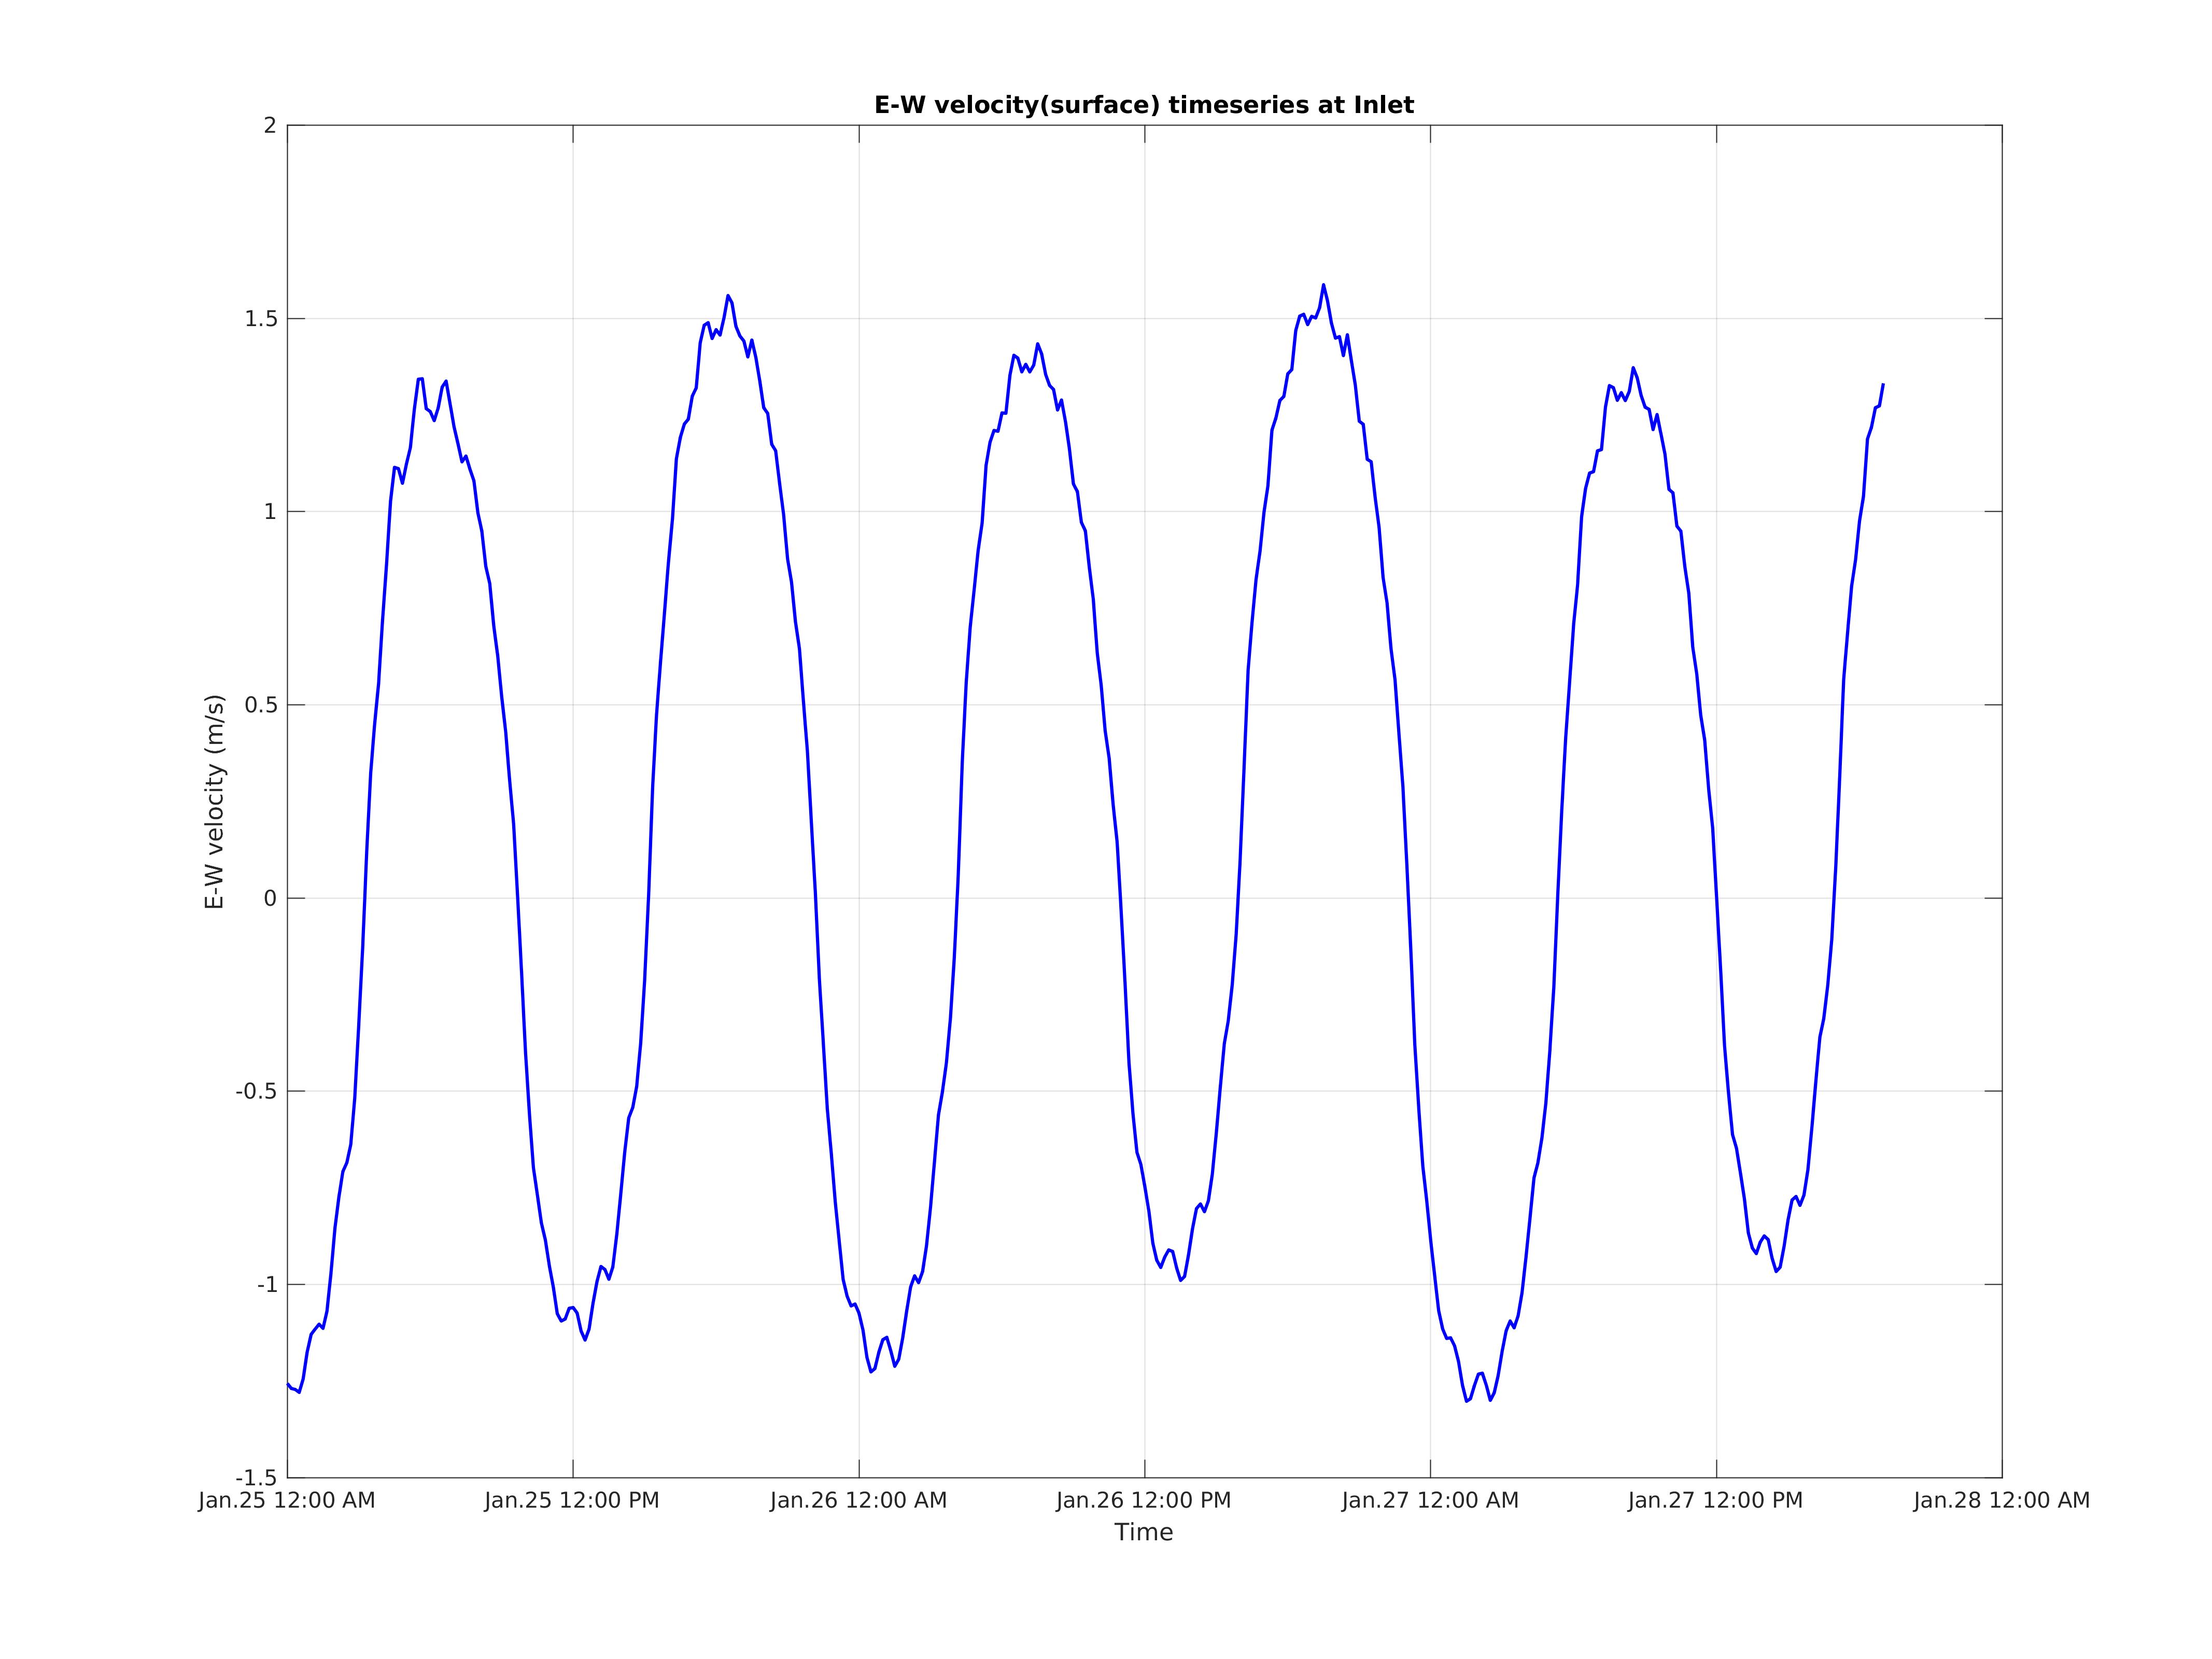 E-W velocity(surface) timeseries at Inlet
2
1.5
1
0.5
0
-0.5
-1
-1.5
E-W velocity (m/s)
Jan.25 12:00 AM Jan.25 12:00 PM Jan.26 12:00 AM Jan.26 12:00 PM Jan.27 12:00 AM Jan.27 12:00 PM Jan.28 12:00 AM
Time